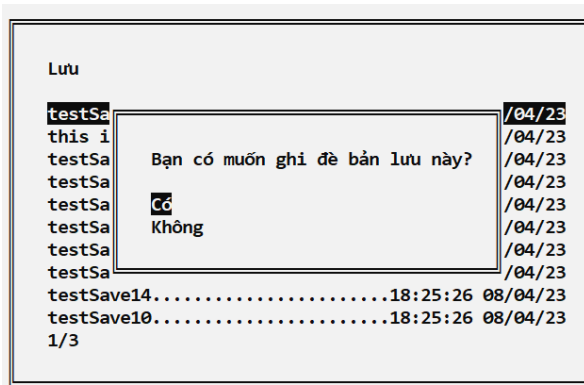 Lưu
testSa /04/23
this i /04/23
testSa Bạn có muốn ghi đè bản lưu này? /04/23
testSa /04/23
testSa Có /04/23
testSa Không /04/23
testSa /04/23
testSa /04/23
testSave14.......................18:25:26 08/04/23
testSave10.......................18:25:26 08/04/23
1/3